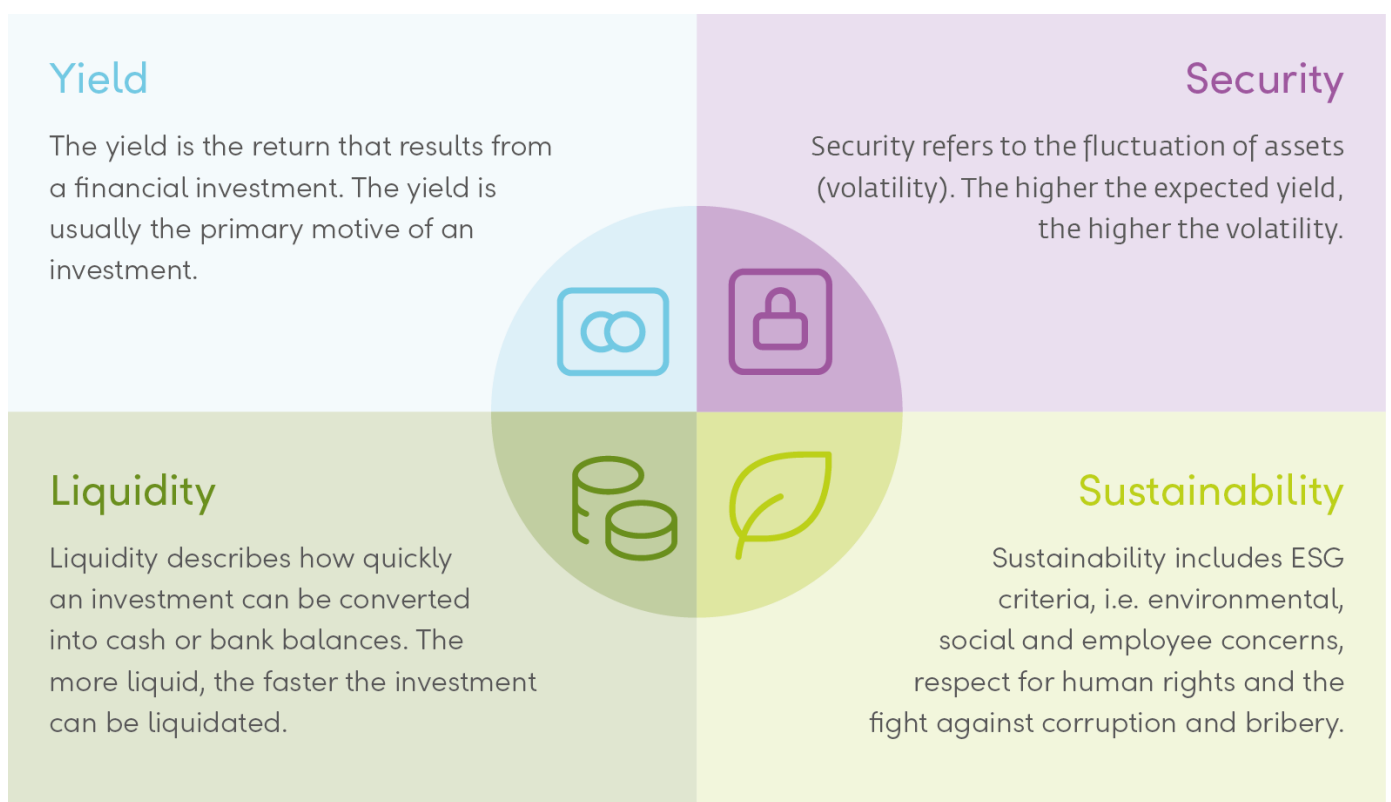 Yield
The yield is the return that results from
a financial investment. The yield is
usually the primary motive of an
investment.
Security
Security refers to the fluctuation of assets
(volatility). The higher the expected yield,
the higher the volatility.
Liquidity
Liquidity describes how quickly
an investment can be converted
into cash or bank balances. The
more liquid, the faster the investment
can be liquidated.
Sustainability
Sustainability includes ESG
criteria, i.e. environmental,
social and employee concerns,
respect for human rights and the
fight against corruption and bribery.